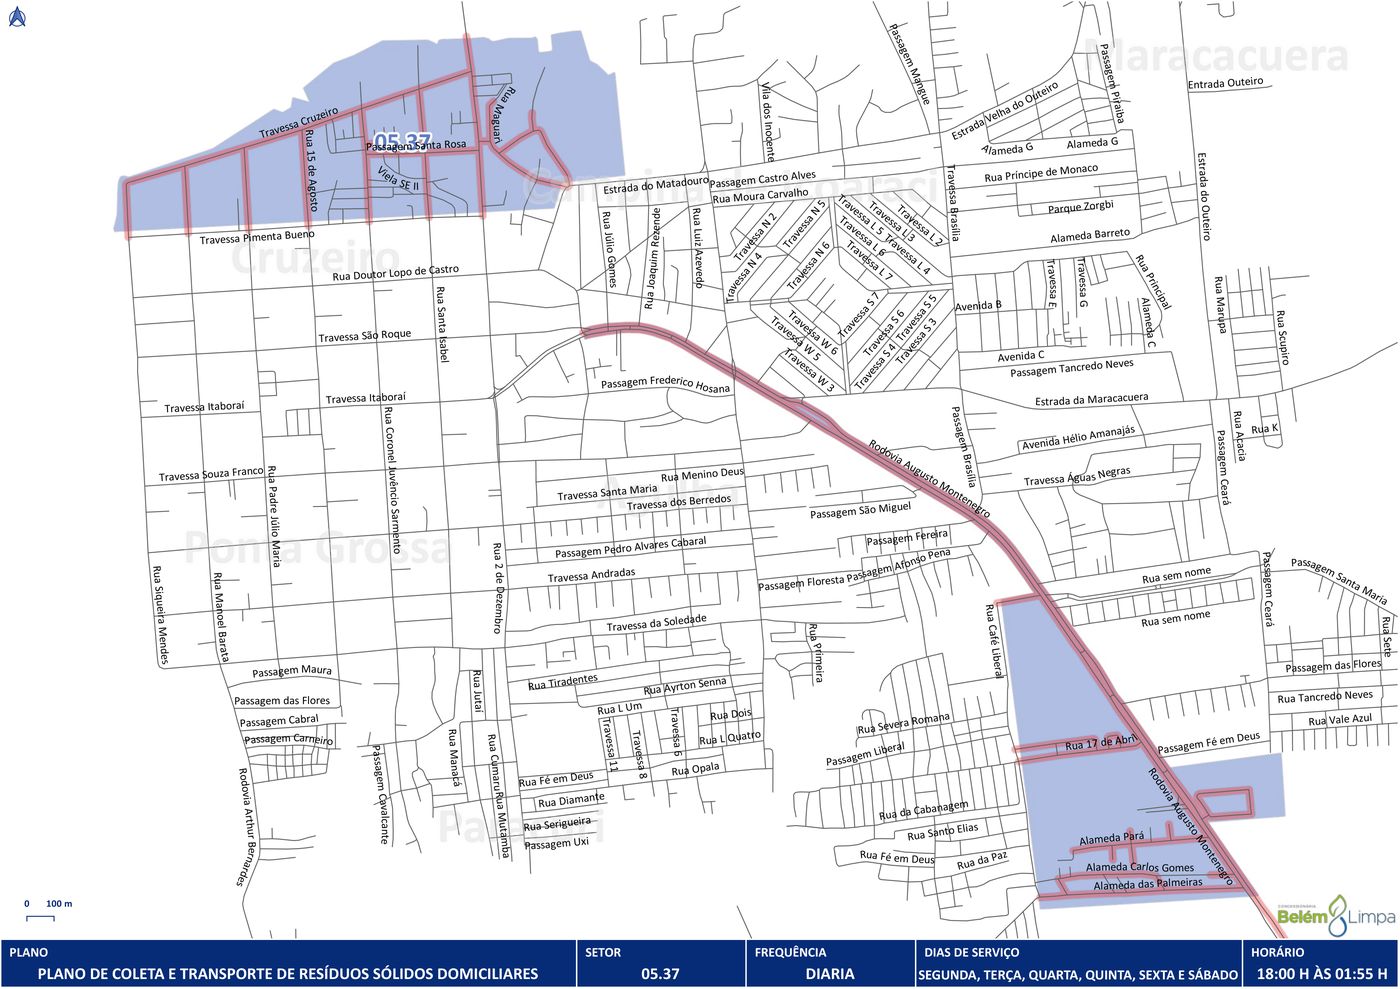 Maracacuera
Passagem Mangue
Passagem Piraba
Estrada Outeiro
Estrada Outeiro
Estrada Velha do Outeiro
Vila dos Inocente
Rua Maguari
Travessa Cruzeiro
05.37
Passagem Santa Rosa
Rua 15 de Agosto
Viela SE II
Alameda G
Alameda G
Estrada do Matadouro
Passagem Castro Alves
Rua Moura Carvalho
Travessa Brasília
Rua Príncipe de Monaco
Parque Zorgbi
Estrada do Outeiro
Alameda Barreto
Travessa Pimenta Bueno
Cruzeiro
Rua Doutor Lopo de Castro
Rua Júlio Gomes
Rua Joaquim Rezende
Rua Luiz Azevedo
Travessa N 2
Travessa N 4
Travessa N 5
Travessa N 6
Travessa L 5
Travessa L3
Travessa L 2
Travessa L 6
Travessa L 4
Travessa L 7
Travessa S 7
Travessa S 6
Travessa S 5
Travessa S 3
Travessa S 4
Travessa W 6
Travessa W 5
Travessa W 3
Avenida B
Travessa E
Travessa G
Rua Principal
Alameda C
Rua Marupa
Rua Scupiro
Avenida C
Passagem Tancredo Neves
Estrada da Maracacuera
Rua Santa Isabel
Travessa São Roque
Passagem Frederico Hosana
Travessa Itaboraí
Travessa Itaboraí
Rua Coronel Juvêncio Sarmento
Rodovia Augusto Montenegro
Passagem Brasília
Avenida Hélio Amanajás
Rua Acacia
Rua K
Passagem Ceará
Travessa Águas Negras
Travessa Souza Franco
Rua Padre Júlio Maria
Rua Menino Deus
Travessa Santa Maria
Travessa dos Berredos
Passagem São Miguel
Ponta Grossa
Passagem Pedro Alvares Cabaral
Passagem Fereira
Travessa Andradas
Passagem Floresta
Passagem Afonso Pena
Rua Siqueira Mendes
Rua Manoel Barata
Rua 2 de Dezembro
Rua sem nome
Rua sem nome
Passagem Ceará
Passagem Santa Maria
Rua Sete
Rua Café Liberal
Travessa da Soledade
Rua Primeira
Passagem Maura
Passagem das Flores
Passagem Cabral
Passagem Carneiro
Rua Jutaí
Rua Tiradentes
Rua Ayrton Senna
Passagem das Flores
Rua Tancredo Neves
Rua Vale Azul
Rua L Um
Travessa 11
Travessa 8
Travessa 6
Rua Dois
Rua L Quatro
Rua Severa Romana
Passagem Liberal
Rua 17 de Abril
Passagem Fé em Deus
Rodovia Arthur Bernardes
Passagem Cavalcante
Rua Manacá
Rua Cumaru
Rua Mutamba
Rua Fé em Deus
Rua Opala
Rua Diamante
Rua Serigueira
Passagem Uxi
Rua da Cabanagem
Rua Santo Elias
Rua Fé em Deus
Rua da Paz
Rodovia Augusto Montenegro
Alameda Pará
Alameda Carlos Gomes
Alameda das Palmeiras
0 100 m
CONCESSIONÁRIA
Belém Limpa
PLANO
PLANO DE COLETA E TRANSPORTE DE RESÍDUOS SÓLIDOS DOMICILIARES
SETOR
05.37
FREQUÊNCIA
DIARIA
DIAS DE SERVIÇO
SEGUNDA, TERÇA, QUARTA, QUINTA, SEXTA E SÁBADO
HORÁRIO
18:00 H ÀS 01:55 H